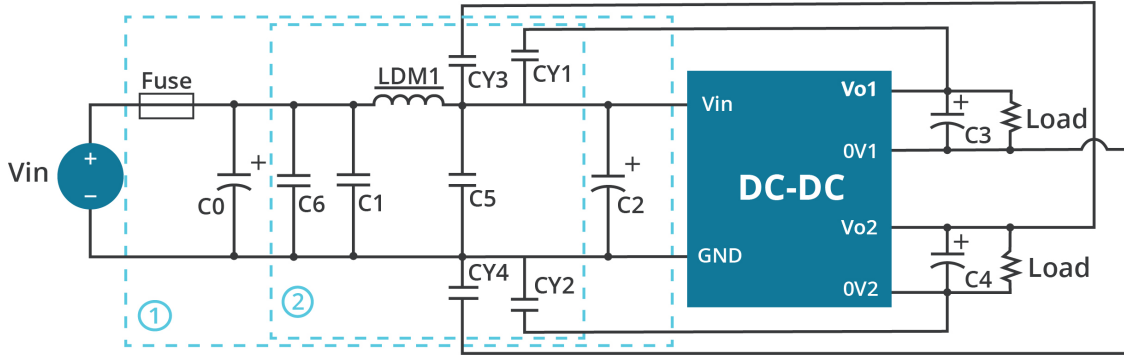 Fuse
LDM1
CY3
CY1
Vin
Vo1
+
C3
Load
0V1
+
Vin
−
+
C0
C6
C1
C5
+
C2
DC-DC
Vo2
+
C4
Load
GND
0V2
CY4
CY2
1
2